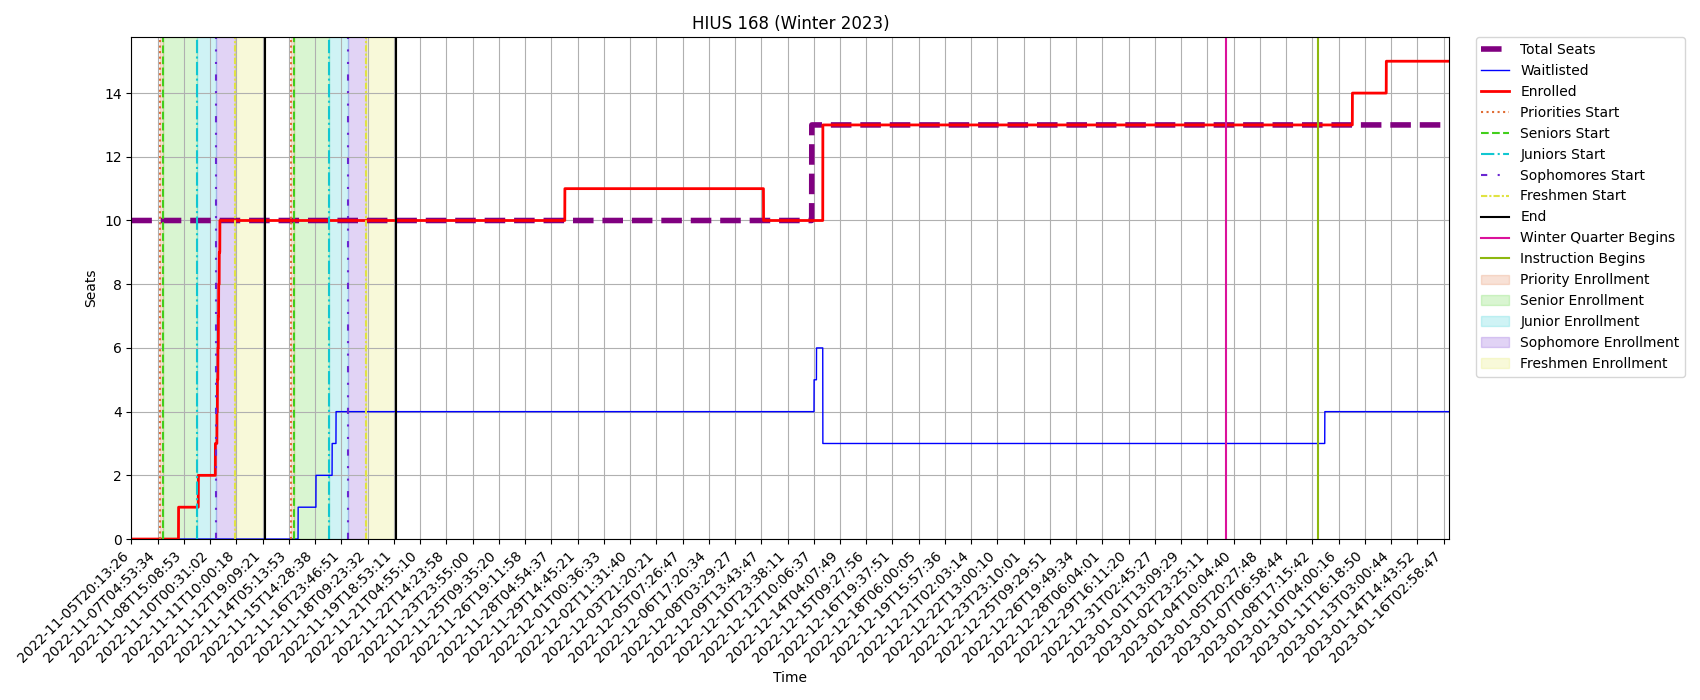 HIUS 168 (Winter 2023)
Seats
14
12
10
8
6
4
2
0
2022-11-05T20:13:26
2022-11-07T04:53:34
2022-11-08T15:08:53
2022-11-10T00:31:02
2022-11-11T10:00:18
2022-11-12T19:09:21
2022-11-14T05:13:53
2022-11-15T14:28:38
2022-11-16T23:46:51
2022-11-18T09:23:32
2022-11-19T18:53:11
2022-11-21T04:55:10
2022-11-22T14:23:58
2022-11-23T23:55:00
2022-11-25T09:35:20
2022-11-26T19:11:58
2022-11-28T04:54:37
2022-11-29T14:45:21
2022-12-01T00:36:33
2022-12-02T11:31:40
2022-12-03T21:20:21
2022-12-05T07:26:47
2022-12-06T17:20:34
2022-12-08T03:29:27
2022-12-09T13:43:47
2022-12-10T23:38:11
2022-12-12T10:06:37
2022-12-14T04:07:49
2022-12-15T19:27:56
2022-12-16T19:37:51
2022-12-18T06:00:05
2022-12-19T15:57:36
2022-12-21T02:03:14
2022-12-22T13:00:10
2022-12-23T23:10:01
2022-12-25T09:29:51
2022-12-26T19:49:34
2022-12-28T06:04:01
2022-12-29T16:11:20
2022-12-31T02:45:27
2023-01-01T13:09:29
2023-01-02T23:25:11
2023-01-04T10:04:40
2023-01-05T20:27:48
2023-01-07T06:58:44
2023-01-08T17:15:42
2023-01-10T04:00:16
2023-01-11T16:18:50
2023-01-13T03:00:44
2023-01-14T14:43:52
2023-01-16T02:58:47
Time
Total Seats
Waitlisted
Enrolled
Priorities Start
Seniors Start
Juniors Start
Sophomores Start
Freshmen Start
End
Winter Quarter Begins
Instruction Begins
Priority Enrollment
Senior Enrollment
Junior Enrollment
Sophomore Enrollment
Freshmen Enrollment